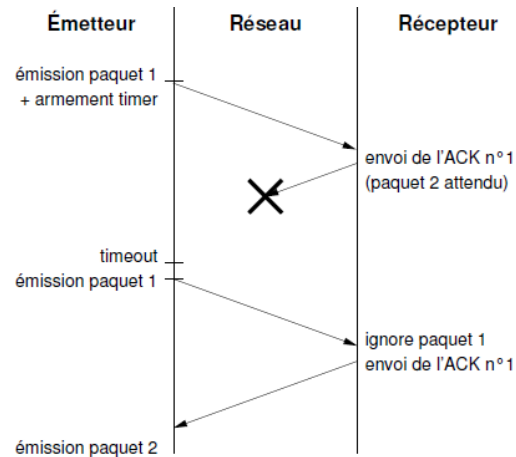 Émetteur
Réseau
Récepteur
émission paquet 1
+ armement timer
envoi de l'ACK n°1
(paquet 2 attendu)
timeout
émission paquet 1
ignore paquet 1
envoi de l'ACK n°1
émission paquet 2